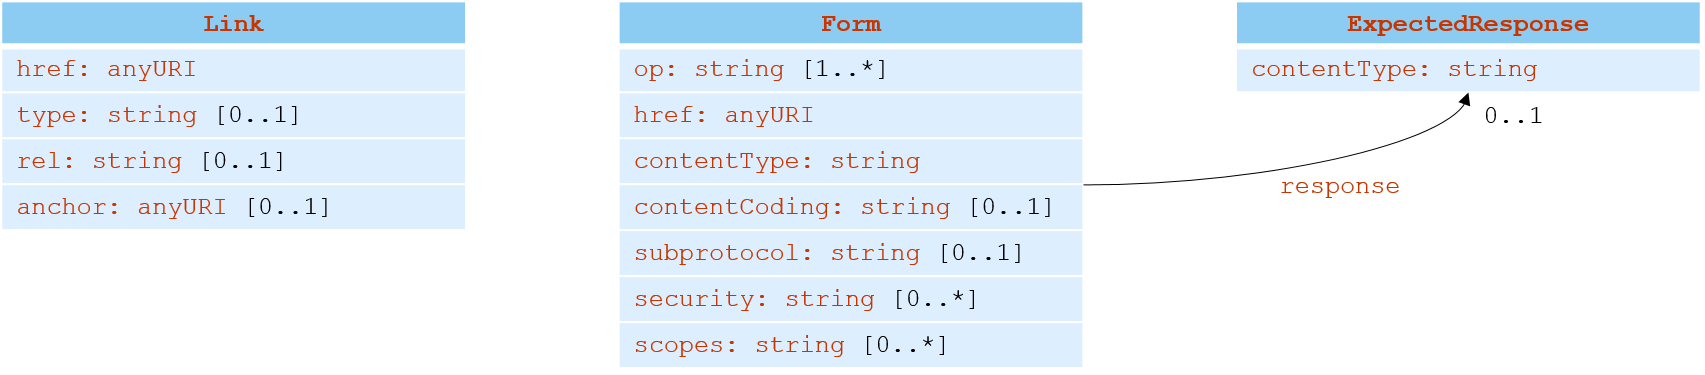 Link
href: anyURI
type: string [0..1]
rel: string [0..1]
anchor: anyURI [0..1]
Form
op: string [1..*]
href: anyURI
contentType: string
contentCoding: string [0..1]
subprotocol: string [0..1]
security: string [0..*]
scopes: string [0..*]
ExpectedResponse
contentType: string
0..1
response